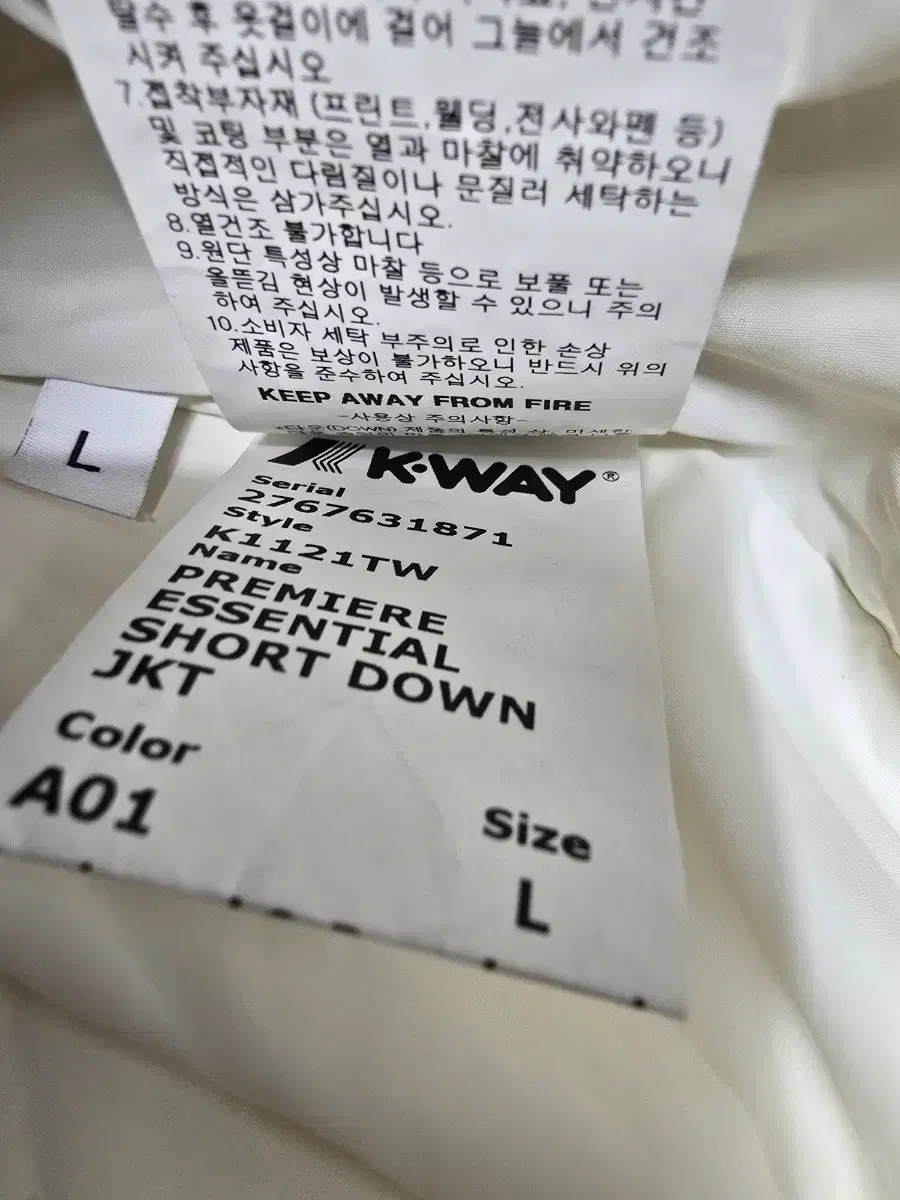 탈수 후 옷걸이에 걸어 그늘에서 건조
시켜 주십시오
7.접착부자재 (프린트,웰딩,전사와펜 등)
및 코팅 부분은 열과 마찰에 취약하오니
직접적인 다림질이나 문질러 세탁하는
방식은 삼가주십시오.
8.열건조 불가합니다
9.원단 특성상 마찰 등으로 보풀 또는
올뜯김 현상이 발생할 수 있으니 주의
하여 주십시오.
10.소비자 세탁 부주의로 인한 손상
제품은 보상이 불가하오니 반드시 위의
사항을 준수하여 주십시오.
KEEP AWAY FROM FIRE
-사용상 주의사항-
(DOWN) 제품의 특성상,
L
K·WAY®
Serial
2767631871
Style
K1121TW
Name
PREMIERE
ESSENTIAL
SHORT DOWN
JKT
Color
A01
Size
L